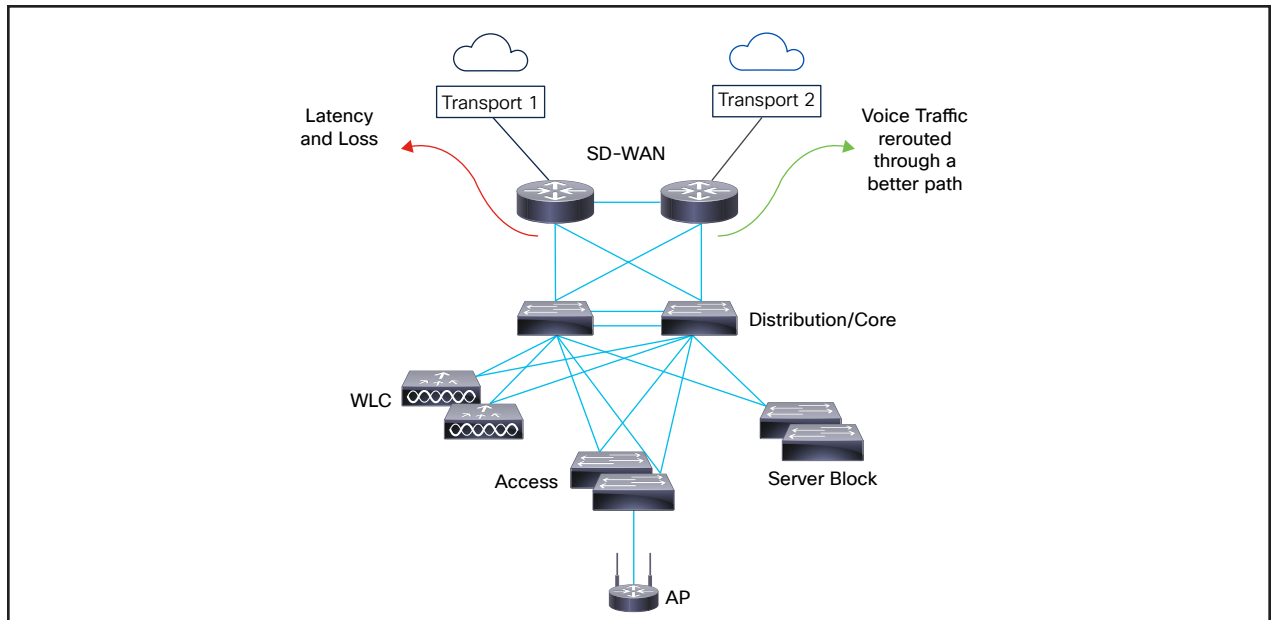 Transport 1
Transport 2
Latency
and Loss
SD-WAN
Voice Traffic
rerouted
through a
better path
Distribution/Core
WLC
Access
Server Block
AP